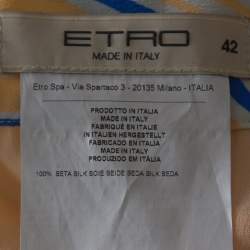 ETRO
MADE IN ITALY
42
Etro Spa - Via Spartaco 3 - 20135 Milano - ITALIA
PRODOTTO IN ITALIA
MADE IN ITALY
FABRIQUÉ EN ITALIE
IN ITALIEN HERGESTELLT
FABRICADO EN ITALIA
MADE IN ITALY
PRODUZIDO EM ITÁLIA
100% SETA SILK SOIE SEIDE SEDA SILK SEDA